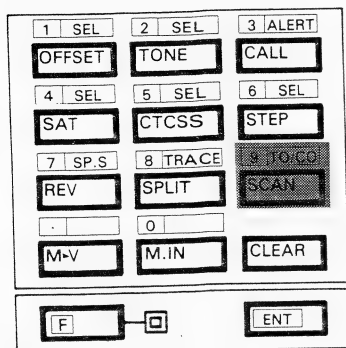 1 SEL 2 SEL 3 ALERT
OFFSET TONE CALL
4 SEL 5 SEL 6 SEL
SAT CTCSS STEP
7 SP.S 8 TRACE 9 TO/CO
REV SPLIT SCAN
. 0
M▸V M.IN CLEAR
F ENT